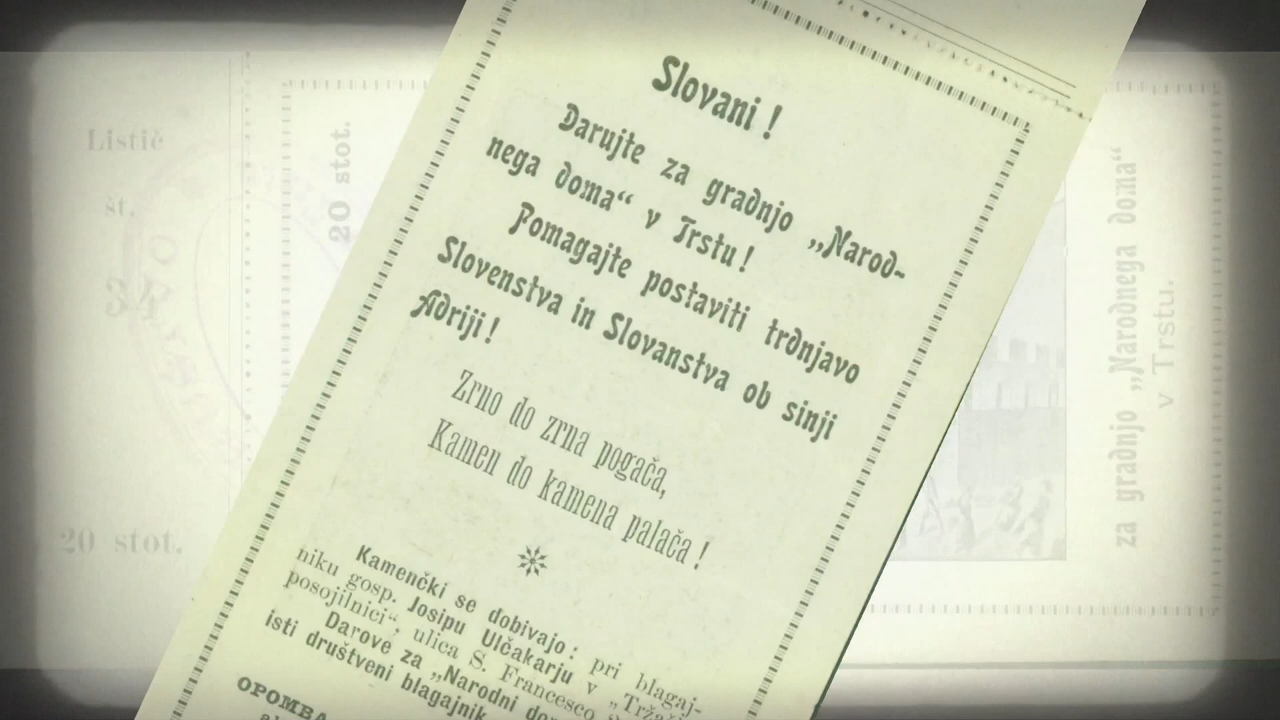 Slovani!
Darujte za gradnjo „Narod-
nega doma“ v Trstu!
Pomagajte postaviti trdnjavo
Slovenstva in Slovanstva ob sinji
Adriji!
Zrno do zrna pogača,
Kamen do kamena palača!
Kamenčki se dobivajo: pri blagaj-
niku gosp. Josipu Ulčakarju v „Tržaš
posojilnici“, ulica S. Francesco
Darove za „Narodni dom
isti društveni blagajnik
OPOMBA
Listič
št.
20 stot.
20 stot.
za gradnjo „Narodnega doma“
v Trstu.